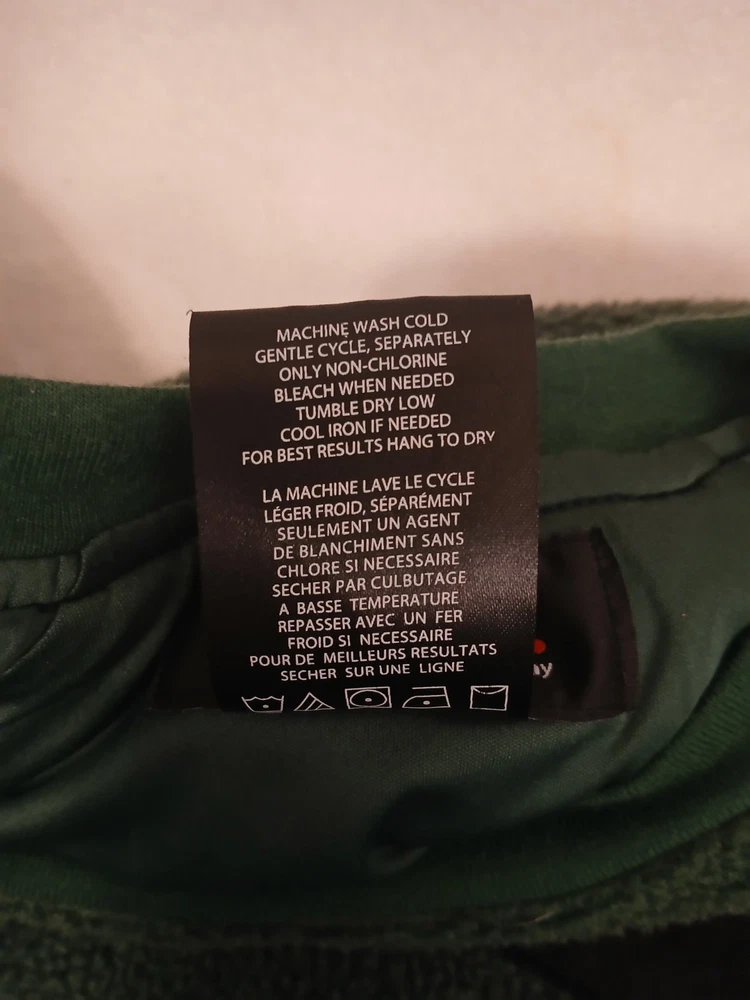 MACHINE WASH COLD
GENTLE CYCLE, SEPARATELY
ONLY NON-CHLORINE
BLEACH WHEN NEEDED
TUMBLE DRY LOW
COOL IRON IF NEEDED
FOR BEST RESULTS HANG TO DRY
LA MACHINE LAVE LE CYCLE
LÉGER FROID, SÉPARÉMENT
SEULEMENT UN AGENT
DE BLANCHIMENT SANS
CHLORE SI NECESSAIRE
SECHER PAR CULBUTAGE
A BASSE TEMPERATURE
REPASSER AVEC UN FER
FROID SI NECESSAIRE
POUR DE MEILLEURS RESULTATS
SECHER SUR UNE LIGNE